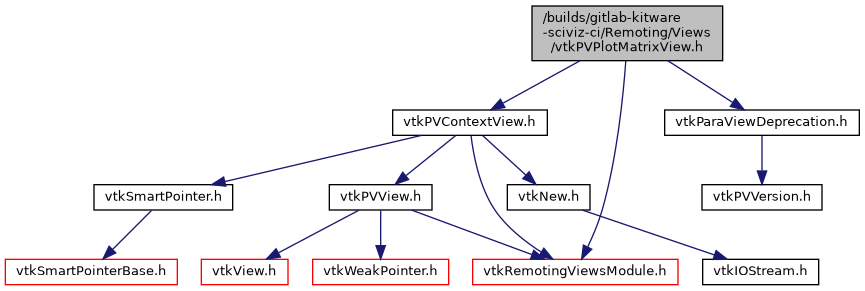 /builds/gitlab-kitware
-sciviz-ci/Remoting/Views
/vtkPVPlotMatrixView.h
vtkPVContextView.h
vtkParaViewDeprecation.h
vtkSmartPointer.h
vtkPVView.h
vtkNew.h
vtkPVVersion.h
vtkSmartPointerBase.h
vtkView.h
vtkWeakPointer.h
vtkRemotingViewsModule.h
vtkIOStream.h